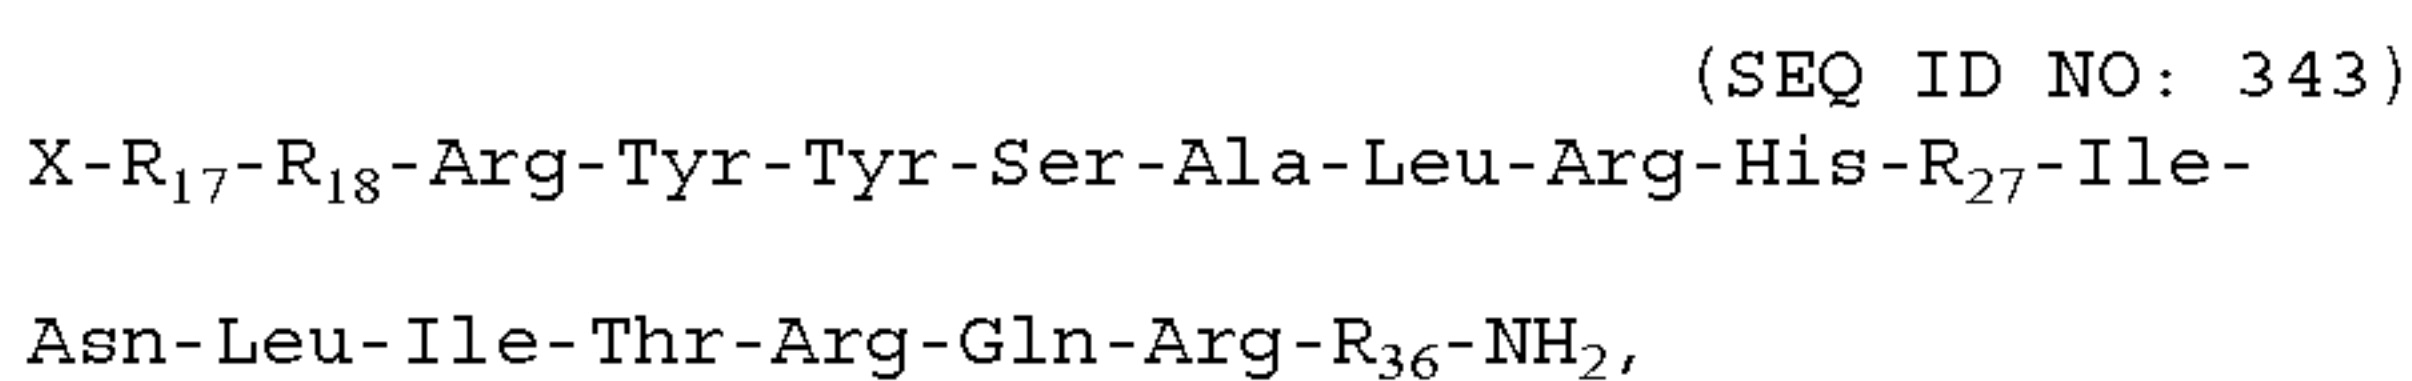 (SEQ ID NO: 343)
X-R₁₇-R₁₈-Arg-Tyr-Tyr-Ser-Ala-Leu-Arg-His-R₂₇-Ile-
Asn-Leu-Ile-Thr-Arg-Gln-Arg-R₃₆-NH₂,